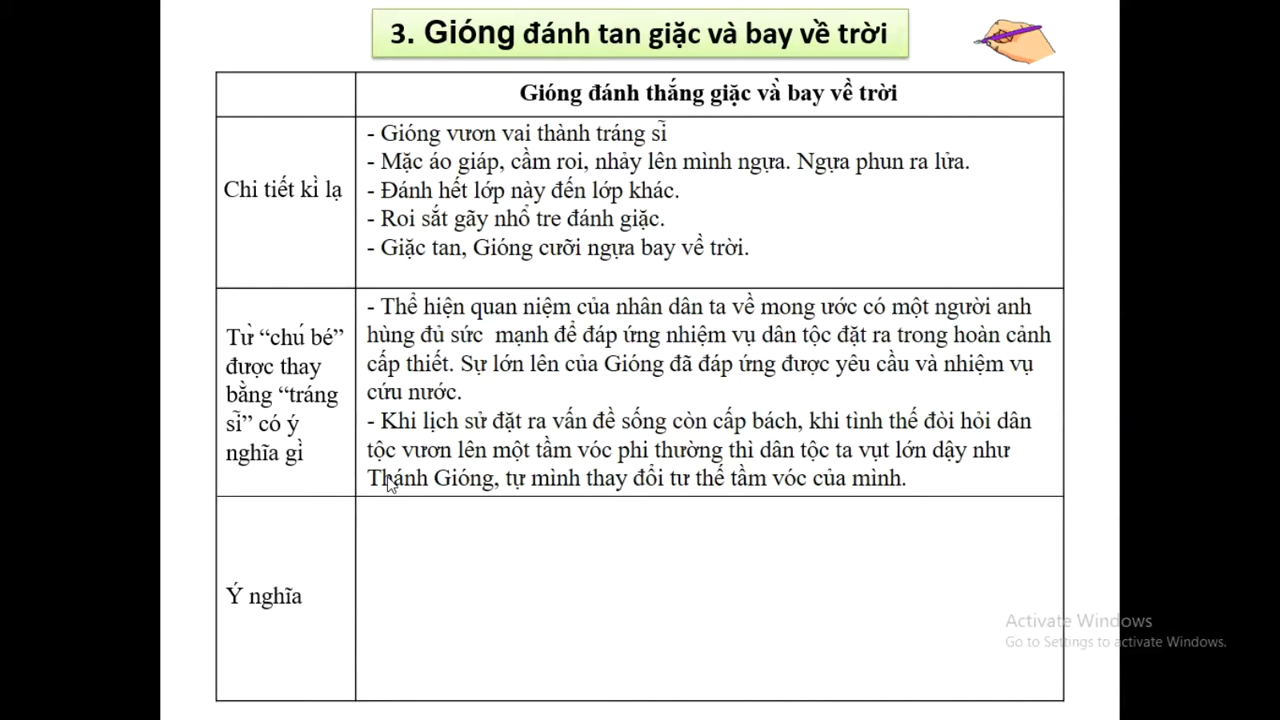 3. Gióng đánh tan giặc và bay về trời
Gióng đánh thắng giặc và bay về trời
Chi tiết kì lạ
- Gióng vươn vai thành tráng sĩ
- Mặc áo giáp, cầm roi, nhảy lên mình ngựa. Ngựa phun ra lửa.
- Đánh hết lớp này đến lớp khác.
- Roi sắt gãy nhổ tre đánh giặc.
- Giặc tan, Gióng cưỡi ngựa bay về trời.
Từ “chú bé”
được thay
bằng “tráng
sĩ” có ý
nghĩa gì
- Thể hiện quan niệm của nhân dân ta về mong ước có một người anh
hùng đủ sức mạnh để đáp ứng nhiệm vụ dân tộc đặt ra trong hoàn cảnh
cấp thiết. Sự lớn lên của Gióng đã đáp ứng được yêu cầu và nhiệm vụ
cứu nước.
- Khi lịch sử đặt ra vấn đề sống còn cấp bách, khi tình thế đòi hỏi dân
tộc vươn lên một tầm vóc phi thường thì dân tộc ta vụt lớn dậy như
Thánh Gióng, tự mình thay đổi tư thế tầm vóc của mình.
Ý nghĩa
Activate Windows
Go to Settings to activate Windows.